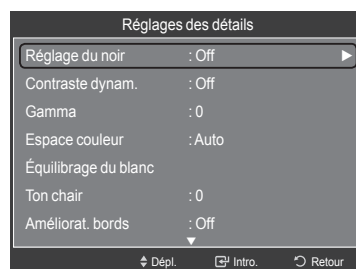 Réglages des détails
Réglage du noir : Off
Contraste dynam. : Off
Gamma : 0
Espace couleur : Auto
Équilibrage du blanc
Ton chair : 0
Améliorat. bords : Off
Dépl. Intro. Retour